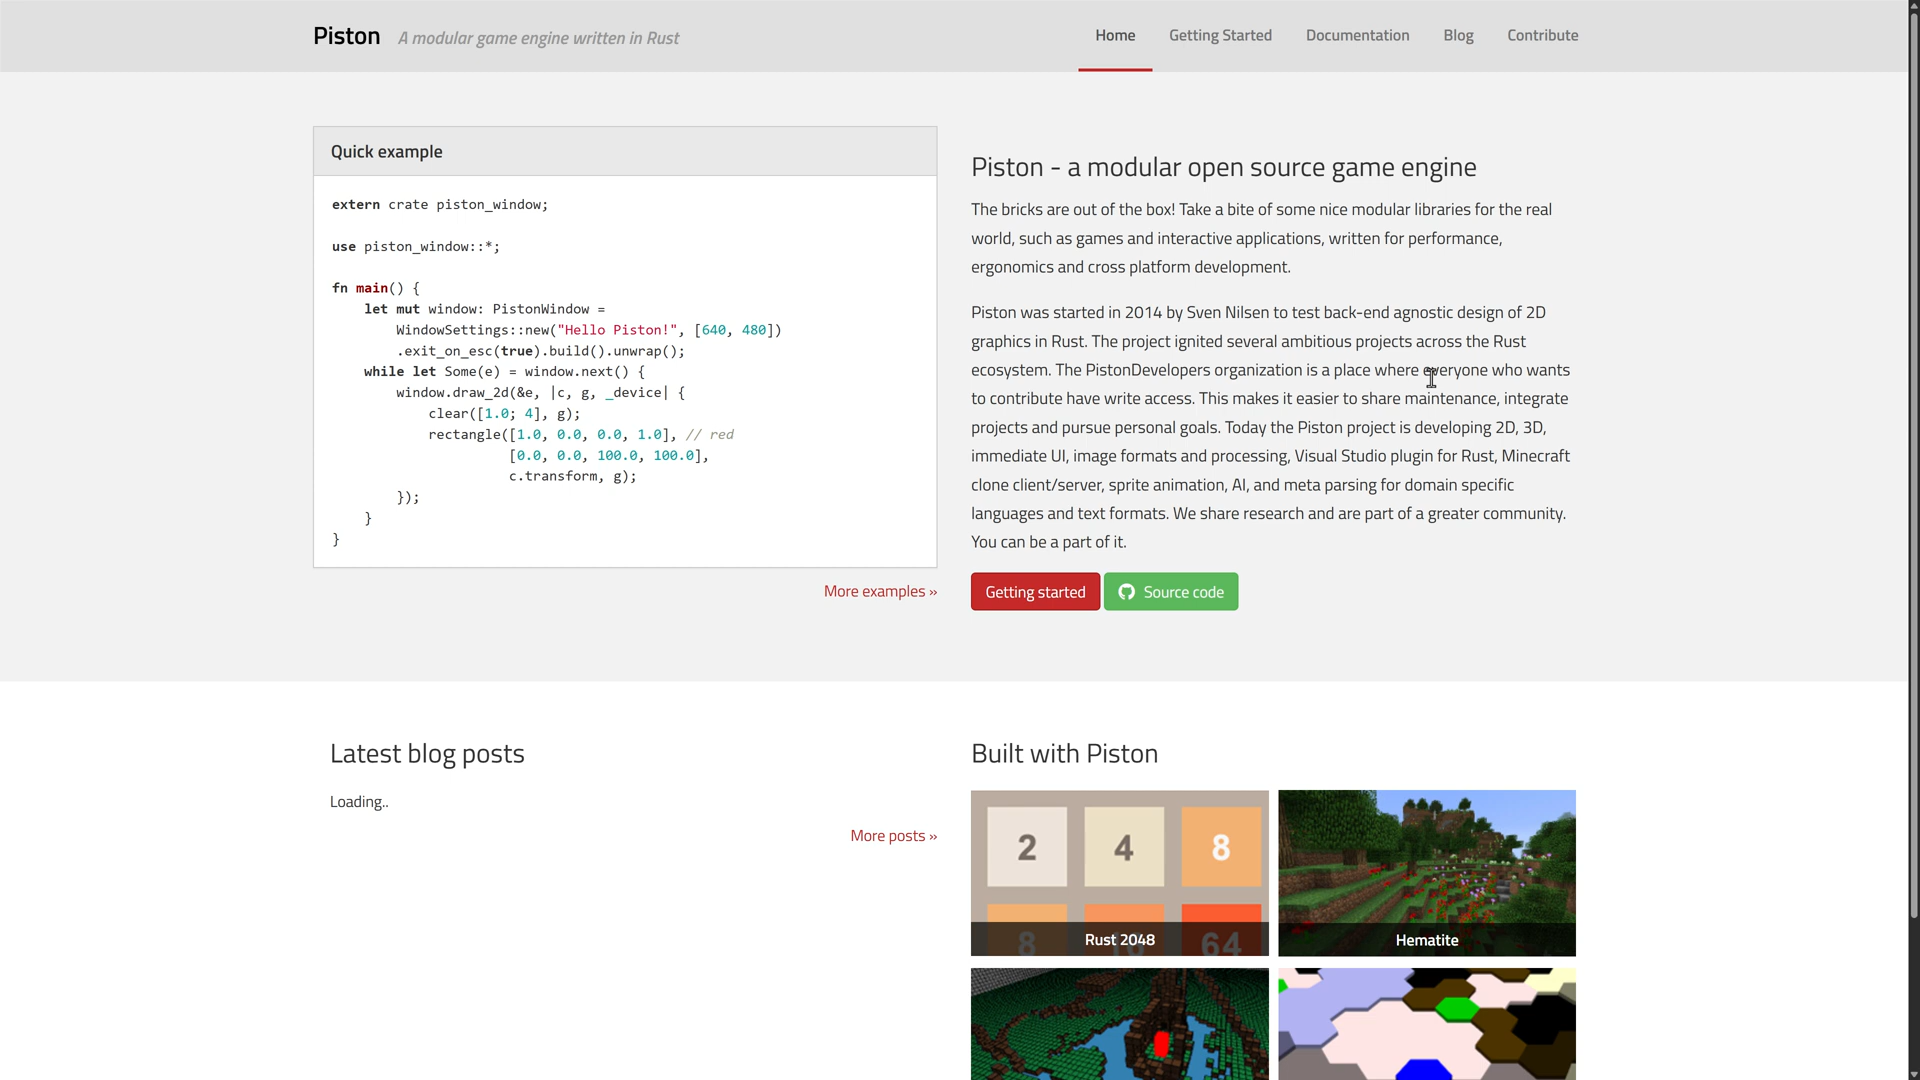 Piston A modular game engine written in Rust
Home Getting Started Documentation Blog Contribute
Quick example
extern crate piston_window;
use piston_window::*;
fn main() {
    let mut window: PistonWindow =
        WindowSettings::new("Hello Piston!", [640, 480])
        .exit_on_esc(true).build().unwrap();
    while let Some(e) = window.next() {
        window.draw_2d(&e, |c, g, _device| {
            clear([1.0; 4], g);
            rectangle([1.0, 0.0, 0.0, 1.0], // red
                      [0.0, 0.0, 100.0, 100.0],
                      c.transform, g);
        });
    }
}
More examples »
Piston - a modular open source game engine
The bricks are out of the box! Take a bite of some nice modular libraries for the real
world, such as games and interactive applications, written for performance,
ergonomics and cross platform development.
Piston was started in 2014 by Sven Nilsen to test back-end agnostic design of 2D
graphics in Rust. The project ignited several ambitious projects across the Rust
ecosystem. The PistonDevelopers organization is a place where everyone who wants
to contribute have write access. This makes it easier to share maintenance, integrate
projects and pursue personal goals. Today the Piston project is developing 2D, 3D,
immediate UI, image formats and processing, Visual Studio plugin for Rust, Minecraft
clone client/server, sprite animation, AI, and meta parsing for domain specific
languages and text formats. We share research and are part of a greater community.
You can be a part of it.
Getting started Source code
Latest blog posts
Loading..
More posts »
Built with Piston
2 4 8
8 16 64
Rust 2048
Hematite